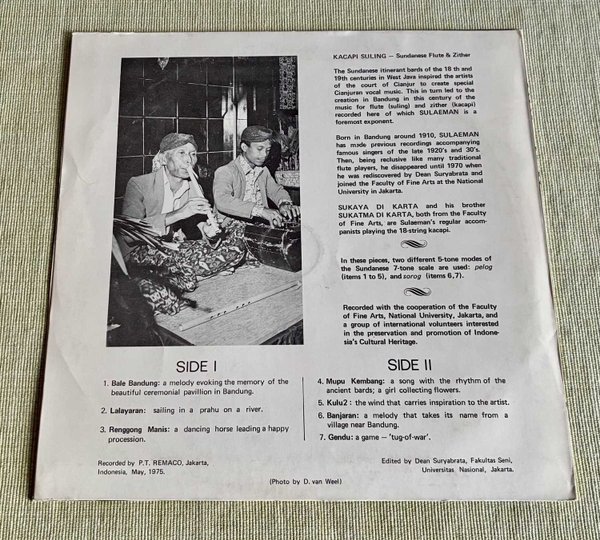 KACAPI SULING — Sundanese Flute & Zither
The Sundanese itinerant bards of the 18 th and
19th centuries in West Java inspired the artists
of the court of Cianjur to create special
Cianjuran vocal music. This in turn led to the
creation in Bandung in this century of the
music for flute (suling) and zither (kacapi)
recorded here of which SULAEMAN is a
foremost exponent.
Born in Bandung around 1910, SULAEMAN
has made previous recordings accompanying
famous singers of the late 1920's and 30's.
Then, being reclusive like many traditional
flute players, he disappeared until 1970 when
he was rediscovered by Dean Suryabrata and
joined the Faculty of Fine Arts at the National
University in Jakarta.
SUKAYA DI KARTA and his brother
SUKATMA DI KARTA, both from the Faculty
of Fine Arts, are Sulaeman's regular accom-
panists playing the 18-string kacapi.
In these pieces, two different 5-tone modes of
the Sundanese 7-tone scale are used: pelog
(items 1 to 5), and sorog (items 6,7).
Recorded with the cooperation of the Faculty
of Fine Arts, National University, Jakarta, and
a group of international volunteers interested
in the preservation and promotion of Indone-
sia's Cultural Heritage.
SIDE I
1. Bale Bandung: a melody evoking the memory of the
beautiful ceremonial pavillion in Bandung.
2. Lalayaran: sailing in a prahu on a river.
3. Renggong Manis: a dancing horse leading a happy
procession.
SIDE II
4. Mupu Kembang: a song with the rhythm of the
ancient bards; a girl collecting flowers.
5. Kulu2 : the wind that carries inspiration to the artist.
6. Banjaran: a melody that takes its name from a
village near Bandung.
7. Gendu: a game — 'tug-of-war'.
Recorded by P.T. REMACO, Jakarta,
Indonesia, May, 1975.
Edited by Dean Suryabrata, Fakultas Seni,
Universitas Nasional, Jakarta.
(Photo by D. van Weel)